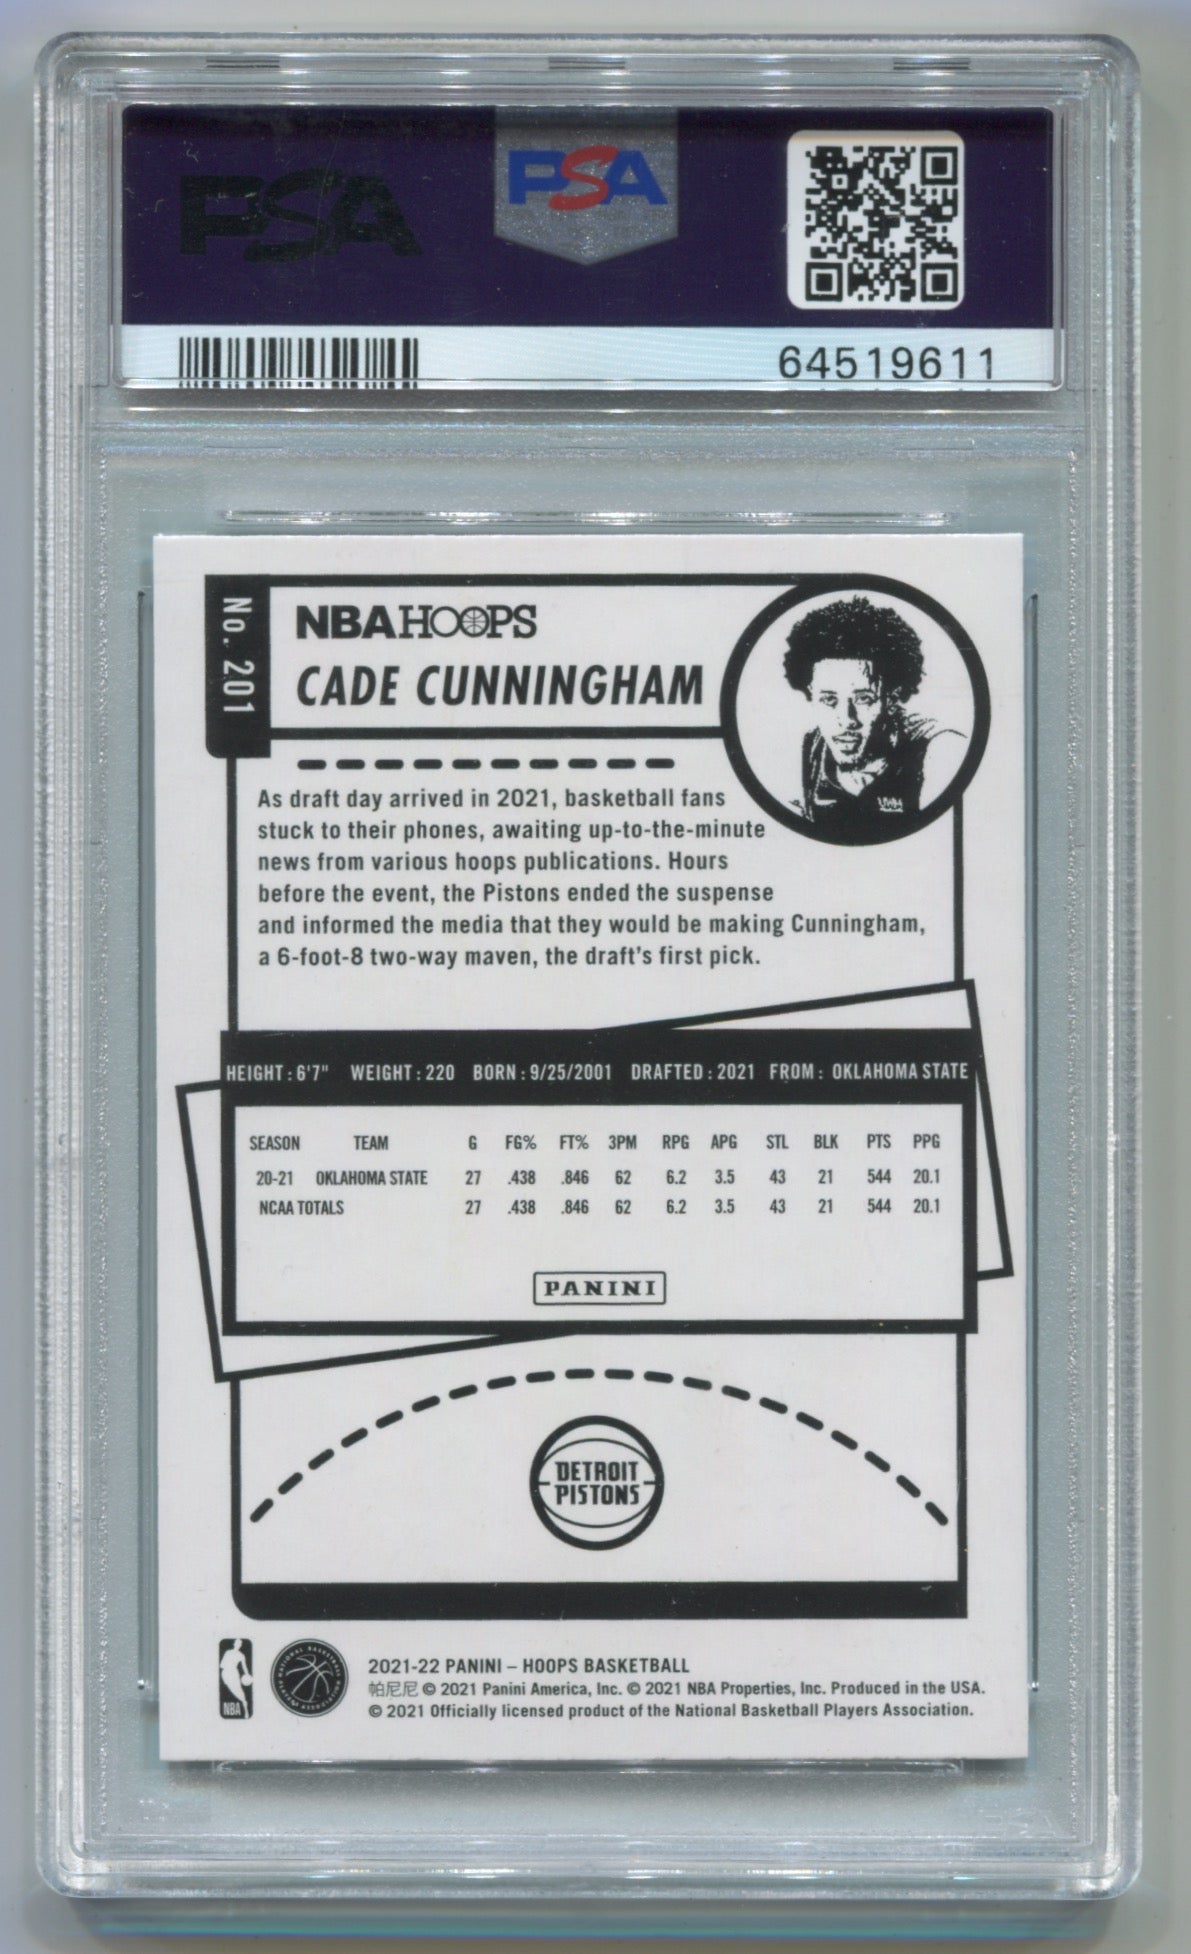 PSA
PSA
64519611
No. 201
NBA HOOPS
CADE CUNNINGHAM
As draft day arrived in 2021, basketball fans
stuck to their phones, awaiting up-to-the-minute
news from various hoops publications. Hours
before the event, the Pistons ended the suspense
and informed the media that they would be making Cunningham,
a 6-foot-8 two-way maven, the draft's first pick.
HEIGHT: 6'7" WEIGHT: 220 BORN: 9/25/2001 DRAFTED: 2021 FROM: OKLAHOMA STATE
SEASON TEAM G FG% FT% 3PM RPG APG STL BLK PTS PPG
20-21 OKLAHOMA STATE 27 .438 .846 62 6.2 3.5 43 21 544 20.1
NCAA TOTALS 27 .438 .846 62 6.2 3.5 43 21 544 20.1
PANINI
DETROIT
PISTONS
NBA
NATIONAL BASKETBALL PLAYERS ASSOCIATION
2021-22 PANINI – HOOPS BASKETBALL
帕尼尼 © 2021 Panini America, Inc. © 2021 NBA Properties, Inc. Produced in the USA.
© 2021 Officially licensed product of the National Basketball Players Association.